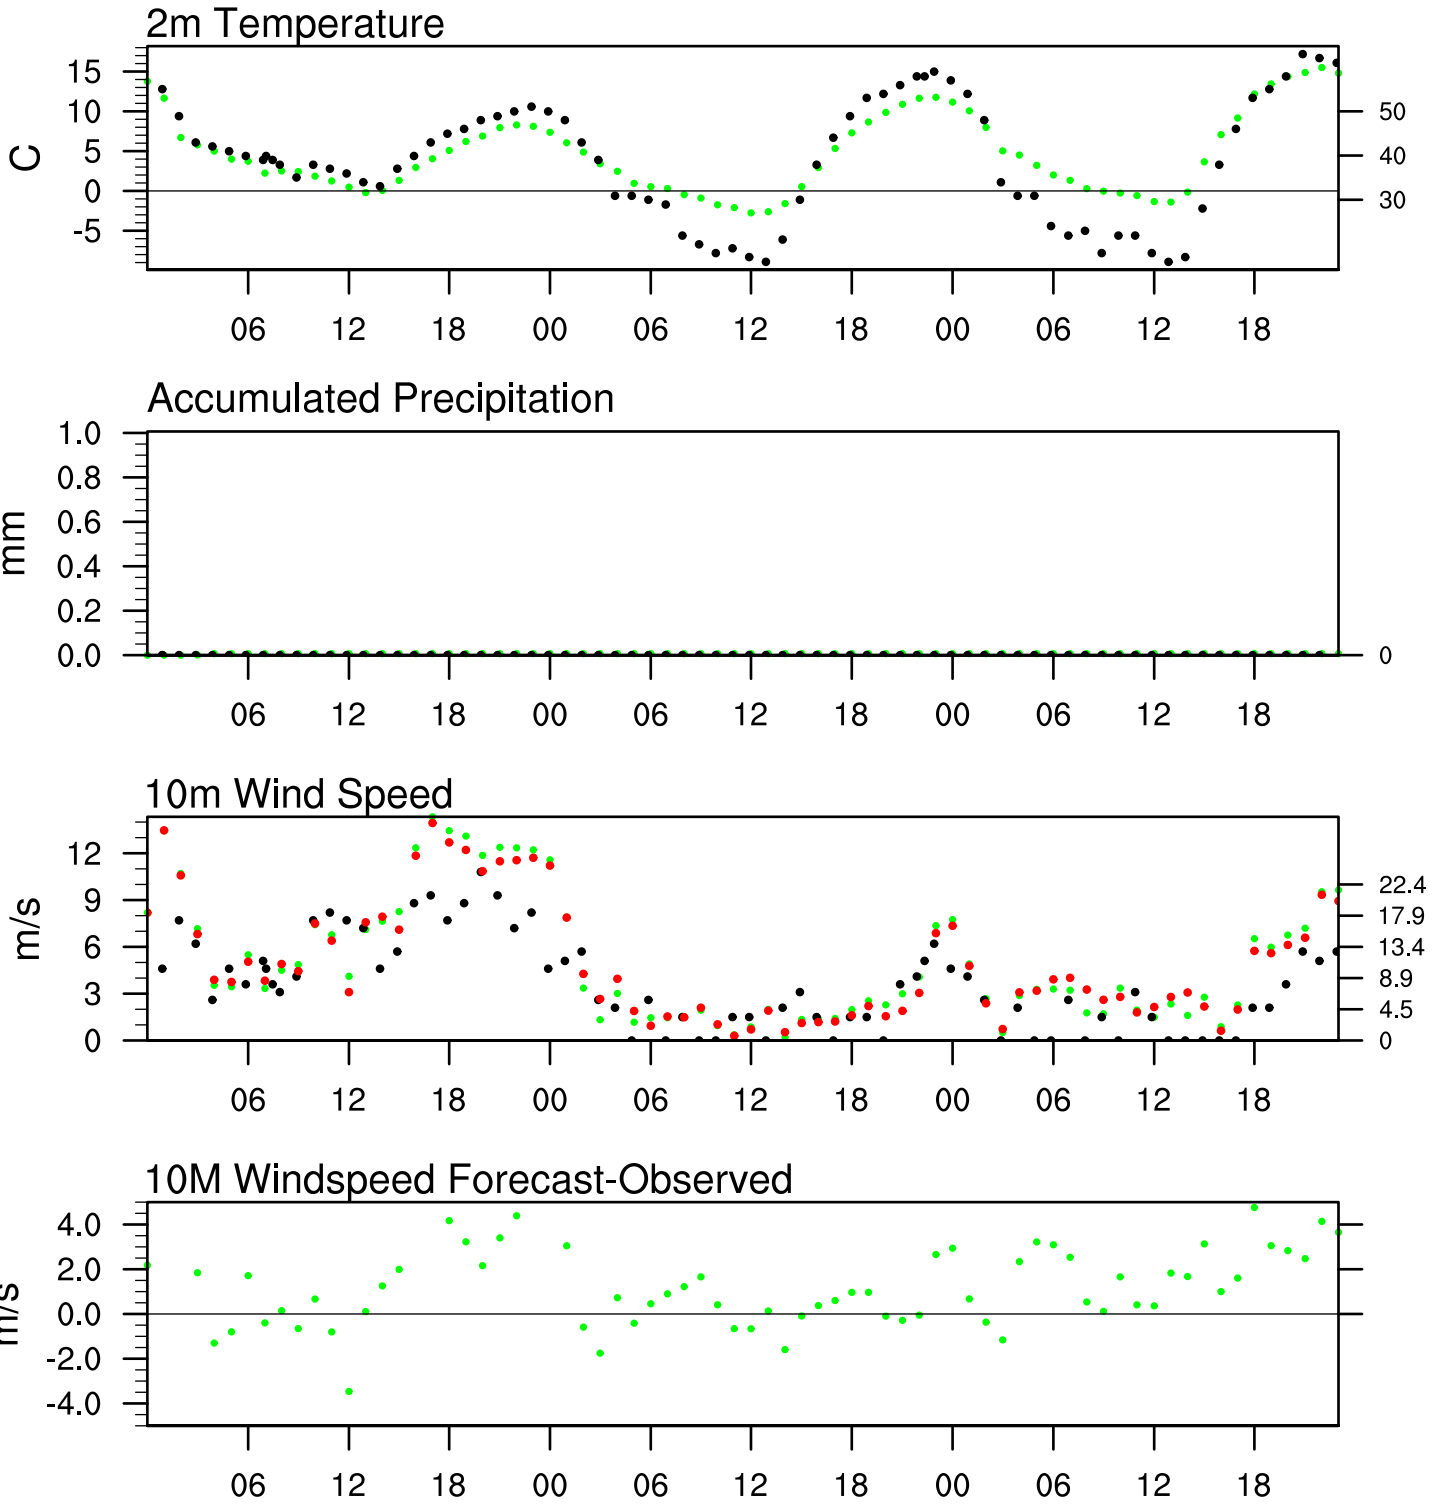 2m Temperature
15
10
5
0
-5
C
50
40
30
06 12 18 00 06 12 18 00 06 12 18
Accumulated Precipitation
1.0
0.8
0.6
0.4
0.2
0.0
mm
0
06 12 18 00 06 12 18 00 06 12 18
10m Wind Speed
12
9
6
3
0
m/s
22.4
17.9
13.4
8.9
4.5
0
06 12 18 00 06 12 18 00 06 12 18
10M Windspeed Forecast-Observed
4.0
2.0
0.0
-2.0
-4.0
m/s
06 12 18 00 06 12 18 00 06 12 18